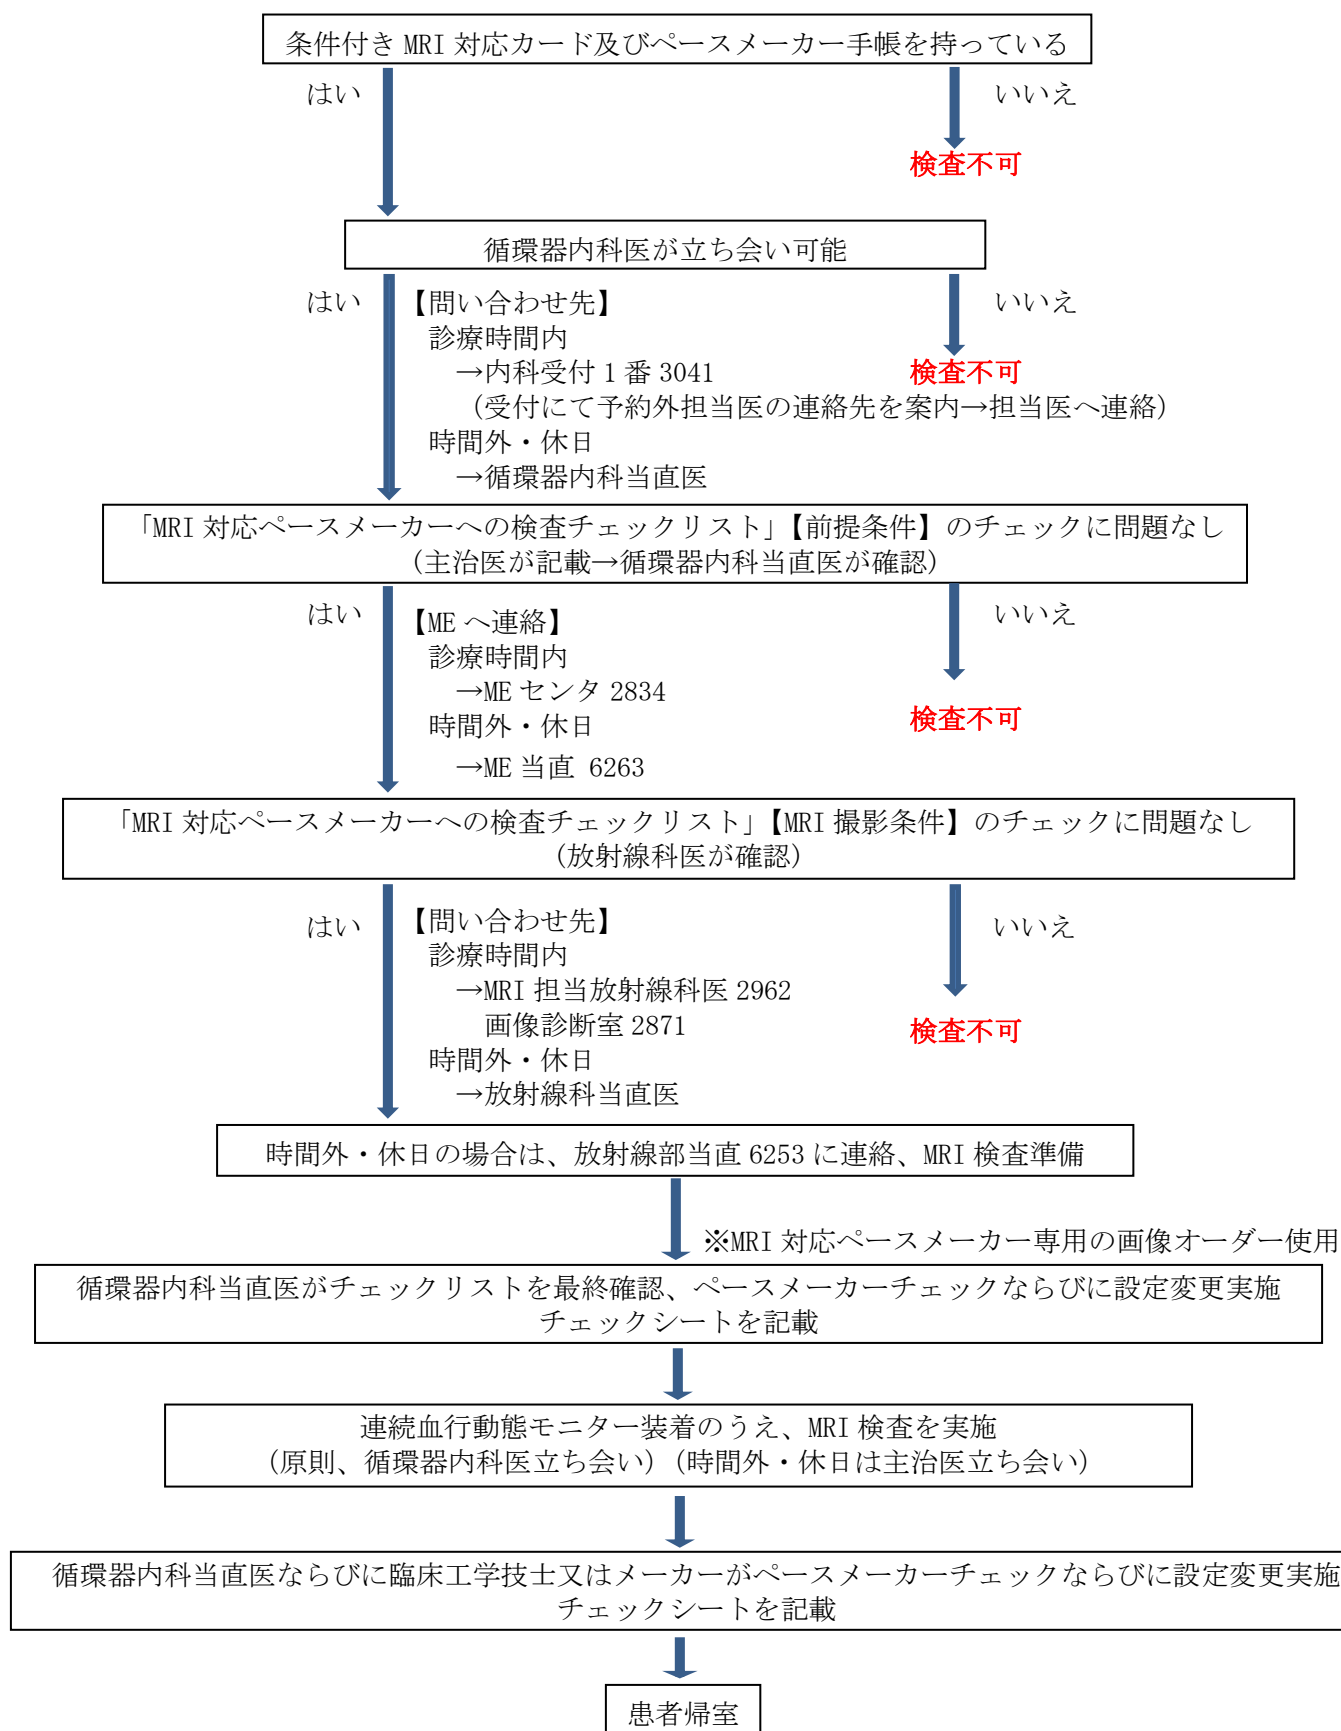 条件付き MRI 対応カード及びペースメーカー手帳を持っている
はい
いいえ
検査不可
循環器内科医が立ち会い可能
はい
【問い合わせ先】
いいえ
診療時間内
→内科受付 1 番 3041
検査不可
（受付にて予約外担当医の連絡先を案内→担当医へ連絡）
時間外・休日
→循環器内科当直医
「MRI 対応ペースメーカーへの検査チェックリスト」【前提条件】のチェックに問題なし
（主治医が記載→循環器内科当直医が確認）
はい
【ME へ連絡】
いいえ
診療時間内
→ME センタ 2834
時間外・休日
検査不可
→ME 当直 6263
「MRI 対応ペースメーカーへの検査チェックリスト」【MRI 撮影条件】のチェックに問題なし
（放射線科医が確認）
はい
【問い合わせ先】
いいえ
診療時間内
→MRI 担当放射線科医 2962
画像診断室 2871
検査不可
時間外・休日
→放射線科当直医
時間外・休日の場合は、放射線部当直 6253 に連絡、MRI 検査準備
※MRI 対応ペースメーカー専用の画像オーダー使用
循環器内科当直医がチェックリストを最終確認、ペースメーカーチェックならびに設定変更実施
チェックシートを記載
連続血行動態モニター装着のうえ、MRI 検査を実施
（原則、循環器内科医立ち会い）（時間外・休日は主治医立ち会い）
循環器内科当直医ならびに臨床工学技士又はメーカーがペースメーカーチェックならびに設定変更実施
チェックシートを記載
患者帰室